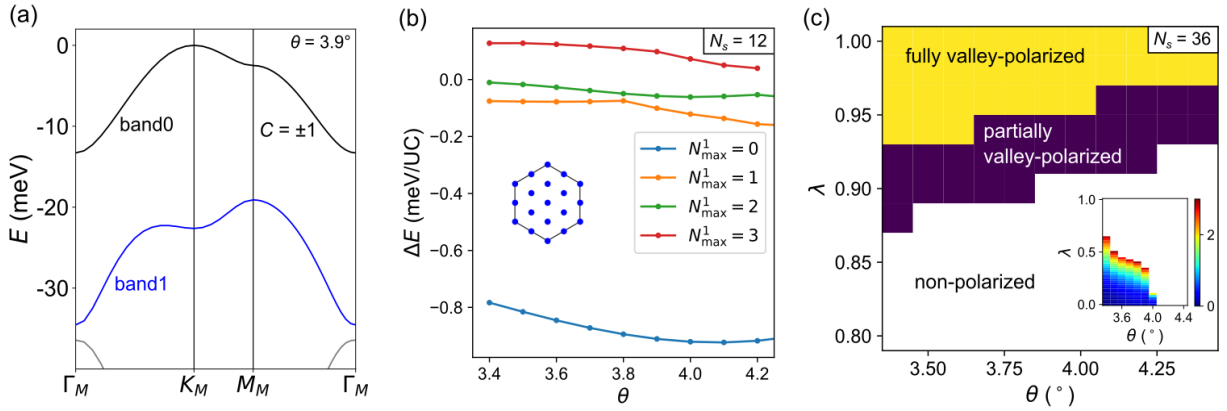 (a)
θ = 3.9°
0
−10
−20
−30
E (meV)
band0
C = ±1
band1
Γ_M
K_M
M_M
Γ_M
(b)
N_s = 12
0.0
−0.2
−0.4
−0.6
−0.8
ΔE (meV/UC)
N^1_max = 0
N^1_max = 1
N^1_max = 2
N^1_max = 3
3.4
3.6
3.8
4.0
4.2
θ
(c)
N_s = 36
1.00
0.95
0.90
0.85
0.80
λ
fully valley-polarized
partially
valley-polarized
non-polarized
1.0
0.5
0.0
λ
3.6
4.0
4.4
θ (°)
2
0
3.50
3.75
4.00
4.25
θ (°)